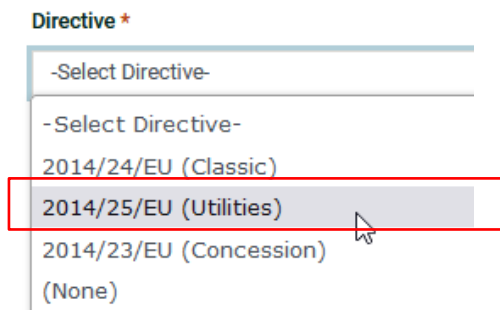 Directive *
-Select Directive-
-Select Directive-
2014/24/EU (Classic)
2014/25/EU (Utilities)
2014/23/EU (Concession)
(None)